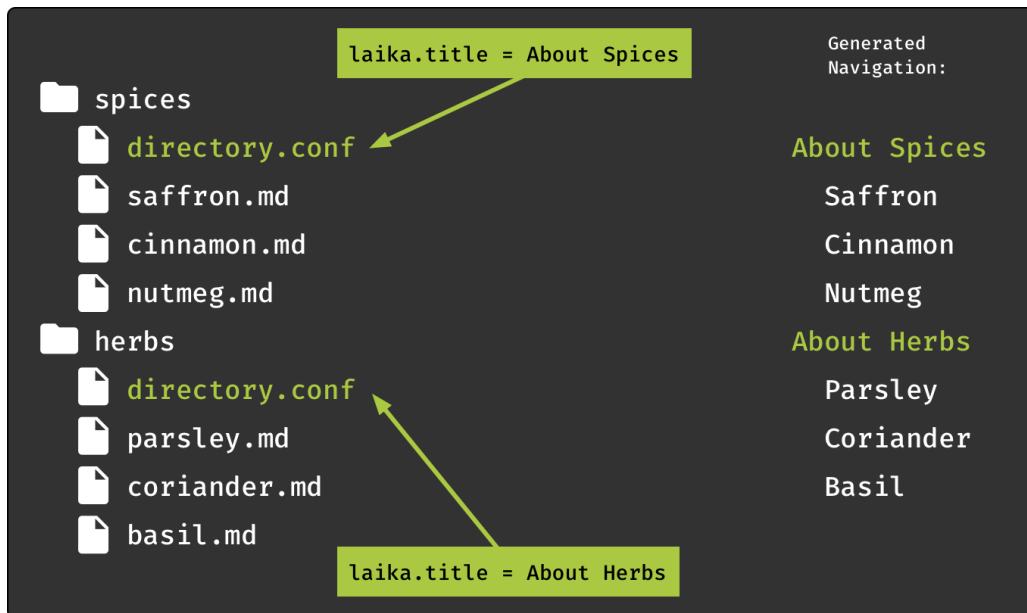 laika.title = About Spices
Generated
Navigation:
spices
directory.conf
About Spices
saffron.md
Saffron
cinnamon.md
Cinnamon
nutmeg.md
Nutmeg
herbs
About Herbs
directory.conf
Parsley
parsley.md
Coriander
coriander.md
Basil
basil.md
laika.title = About Herbs